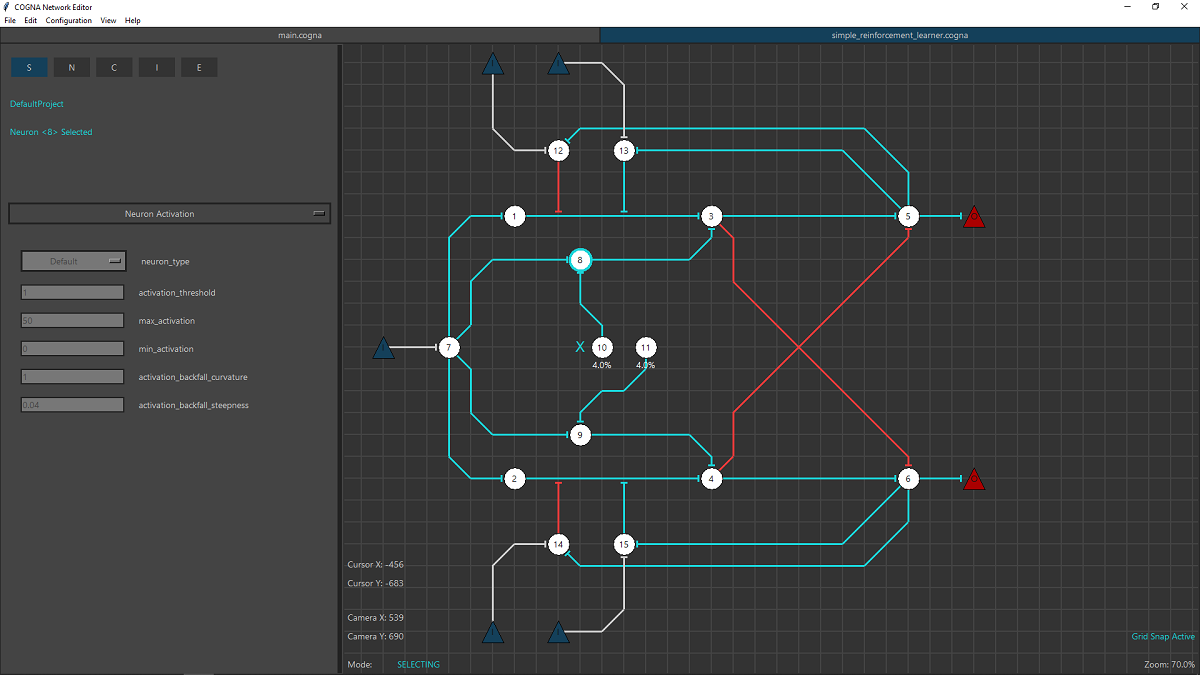 COGNA Network Editor
File Edit Configuration View Help
main.cogna
simple_reinforcement_learner.cogna
S N C I E
DefaultProject
Neuron <8> Selected
Neuron Activation
Default neuron_type
1 activation_threshold
50 max_activation
0 min_activation
1 activation_backfall_curvature
0.04 activation_backfall_steepness
12 13
1 3 5
8
7 X 10 11
4.0% 4.0%
9
2 4 6
14 15
Cursor X: -456
Cursor Y: -683
Camera X: 539
Camera Y: 690
Grid Snap Active
Mode: SELECTING
Zoom: 70.0%